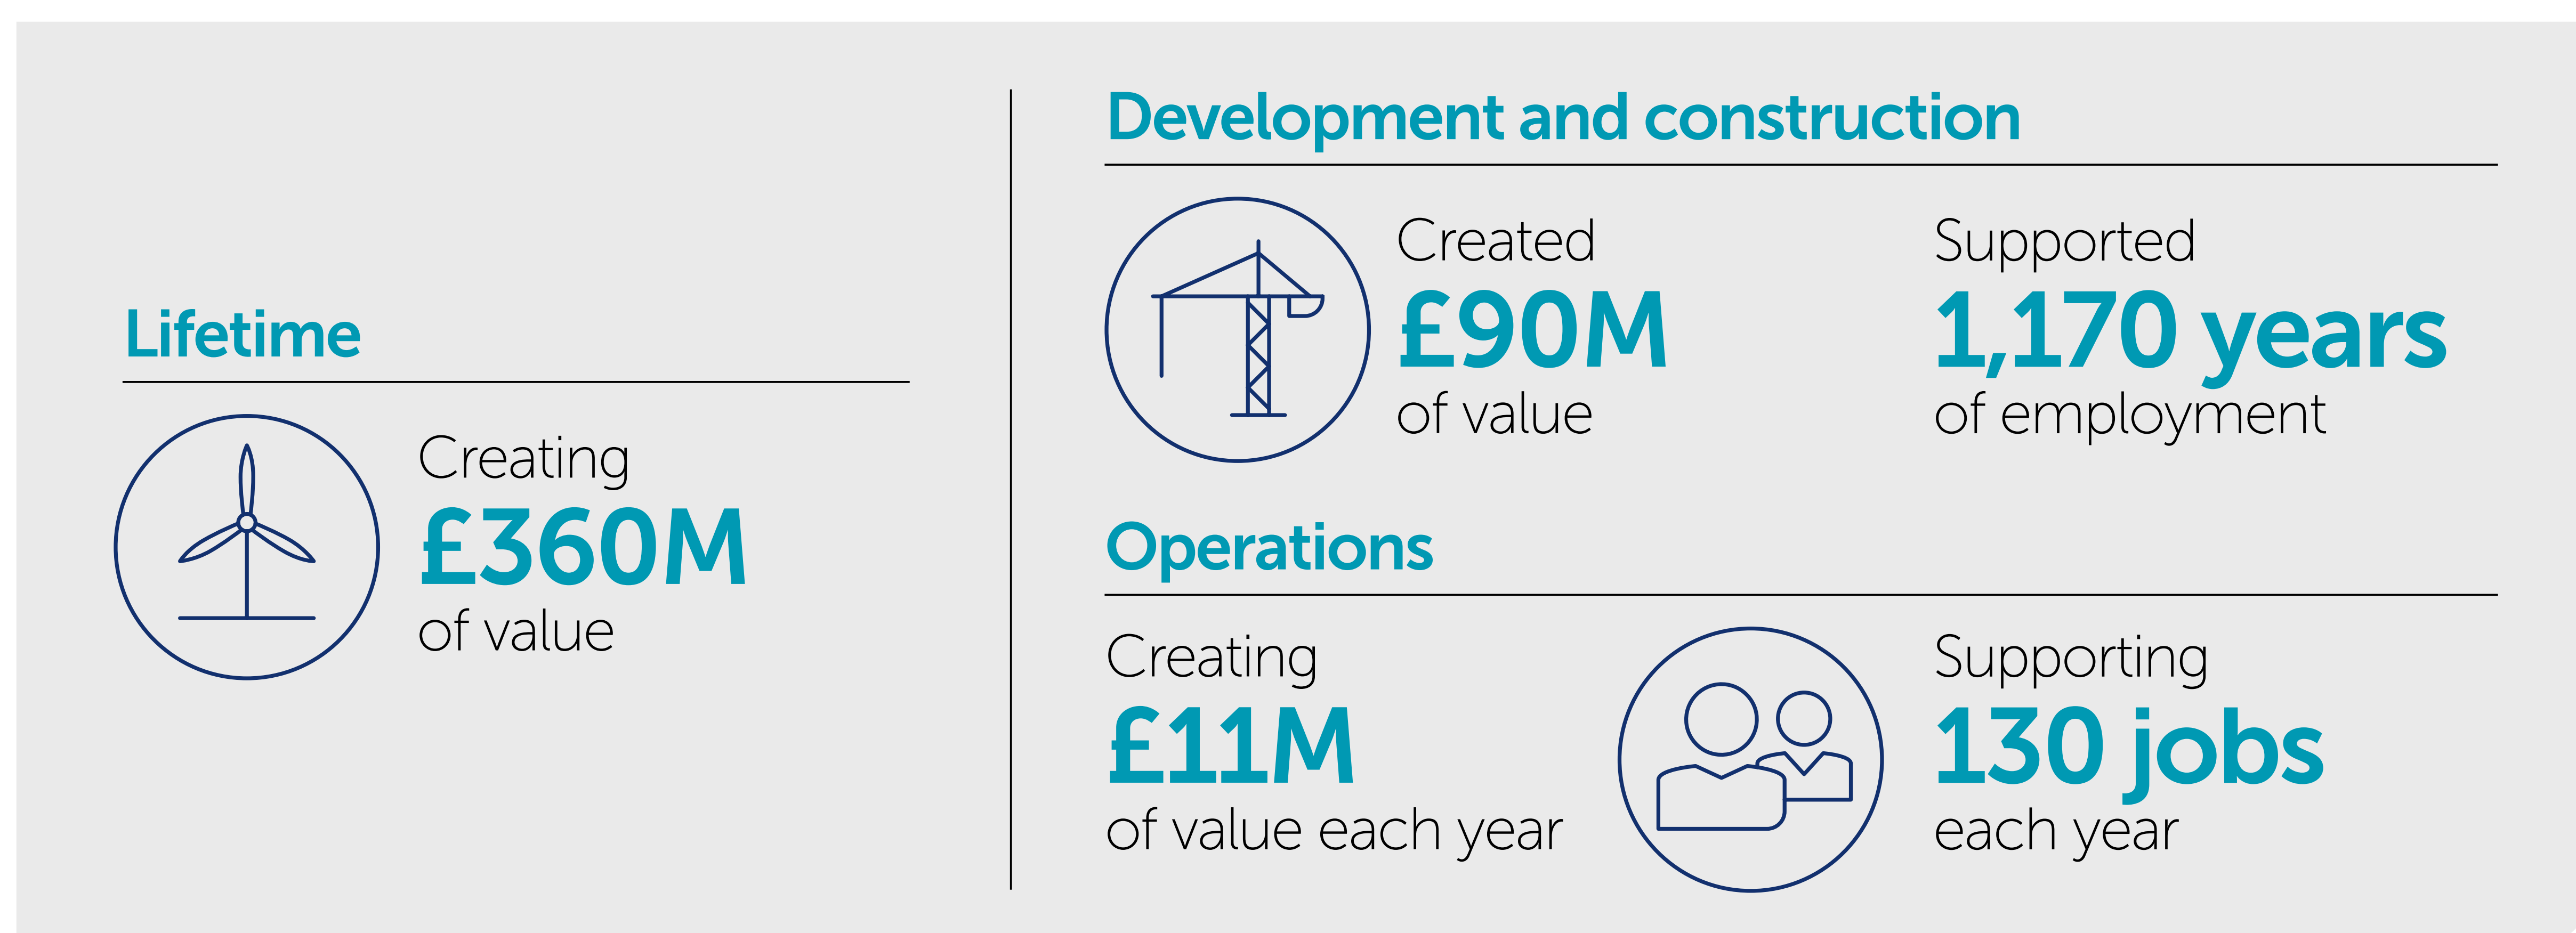 Lifetime
Creating
£360M
of value
Development and construction
Created
£90M
of value
Supported
1,170 years
of employment
Operations
Creating
£11M
of value each year
Supporting
130 jobs
each year